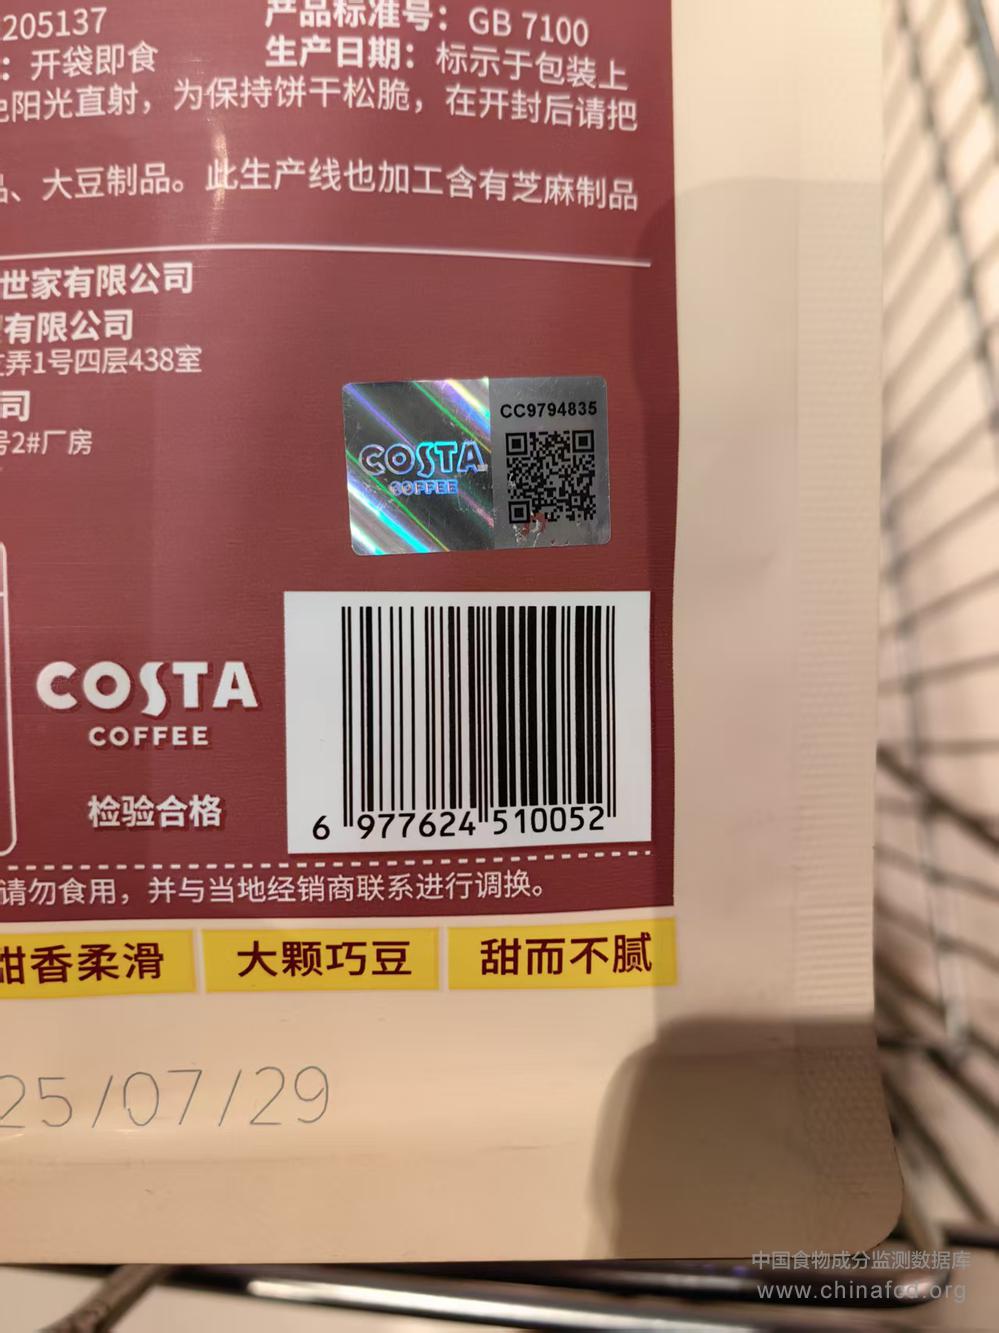 205137
产品标准号：GB 7100
：开袋即食
生产日期：标示于包装上
阳光直射，为保持饼干松脆，在开封后请把
、大豆制品。此生产线也加工含有芝麻制品
世家有限公司
有限公司
弄1号四层438室
司
号2#厂房
CC9794835
COSTA
COFFEE
COSTA
COFFEE
检验合格
6 977624 510052
请勿食用，并与当地经销商联系进行调换。
甜香柔滑
大颗巧豆
甜而不腻
25/07/29
中国食物成分监测数据库
www.chinafcd.org